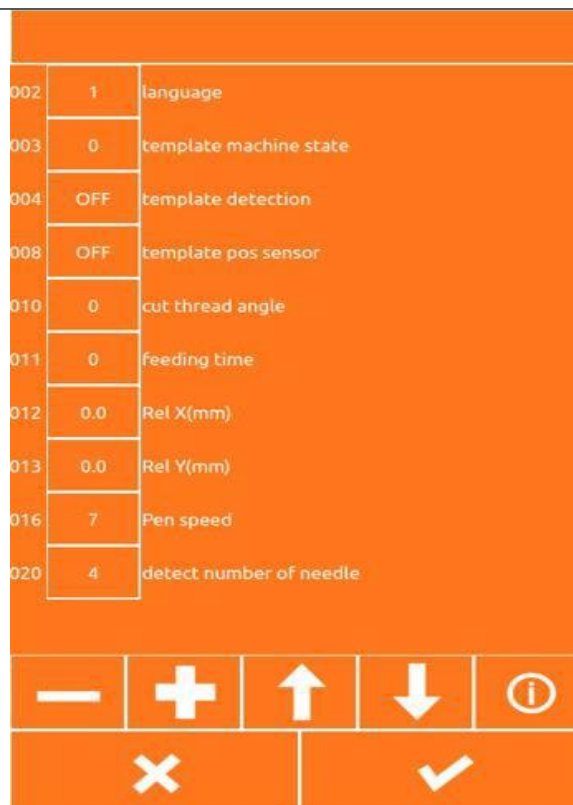 002 1 language
003 0 template machine state
004 OFF template detection
008 OFF template pos sensor
010 0 cut thread angle
011 0 feeding time
012 0.0 Rel X(mm)
013 0.0 Rel Y(mm)
016 7 Pen speed
020 4 detect number of needle